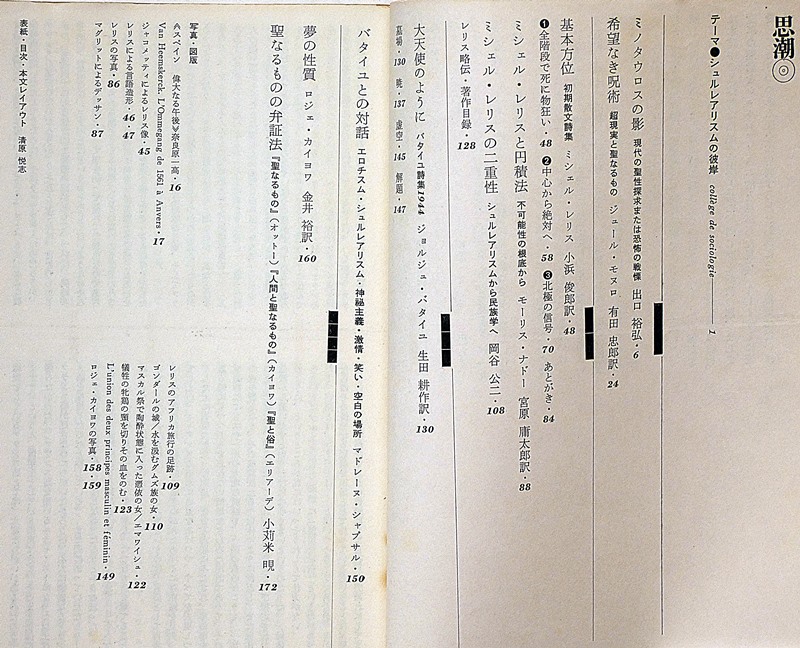 思潮
テーマ●シュルレアリスムの彼岸 collège de sociologie 1
ミノタウロスの影 現代の聖性探求または恐怖の戦慄 出口 裕弘・6
希望なき呪術 超現実と聖なるもの ジュール・モヌロ 有田 忠郎訳・24
基本方位 初期散文詩集 ミシェル・レリス 小浜 俊郎訳・48
❶全階段で死に物狂い・48 ❷中心から絶対へ・58 ❸北極の信号・70 あとがき・84
ミシェル・レリスと円積法 不可能性の根底から モーリス・ナドー 宮原 庸太郎訳・88
ミシェル・レリスの二重性 シュルレアリスムから民族学へ 岡谷 公二・108
レリス略伝・著作目録・128
大天使のように バタイユ詩集1944 ジョルジュ・バタイユ 生田 耕作訳・130
墓場・130 暁・137 虚空・145 解題・147
バタイユとの対話 エロチスム・シュルレアリスム・神秘主義・激情・笑い・空白の場所 マドレーヌ・シャプサル・150
夢の性質 ロジェ・カイヨワ 金井 裕訳・160
聖なるものの弁証法 『聖なるもの』(オットー)『人間と聖なるもの』(カイヨワ)『聖と俗』(エリアーデ) 小苅米 晛・172
写真・図版
≪スペイン 偉大なる午後≫奈良原一高・16
Van Heemskerck. L'Ommegang de 1561 à Anvers・17
ジャコメッティによるレリス像・45
レリスによる言語造形・46・47
レリスの写真・86
マグリットによるデッサン・87
レリスのアフリカ旅行の足跡・109
ゴンダールの城/水を汲むグムズ族の女・110
マスカル祭で陶酔状態に入った憑依の女/エマワイシュ・122
犠牲の牝鶏の頸を切りその血をのむ・123
L'union des deux principes masculin et féminin・149
ロジェ・カイヨワの写真・158 159
表紙・目次・本文レイアウト 清原 悦志